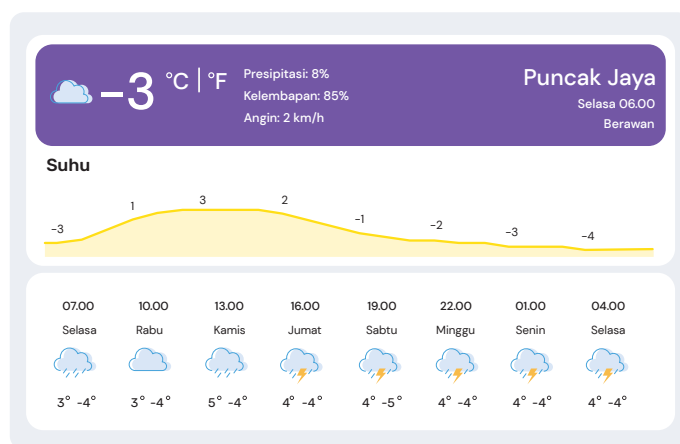 −3 °C | °F
Presipitasi: 8%
Kelembapan: 85%
Angin: 2 km/h
Puncak Jaya
Selasa 06.00
Berawan
Suhu
−3 1 3 2 −1 −2 −3 −4
07.00 10.00 13.00 16.00 19.00 22.00 01.00 04.00
Selasa Rabu Kamis Jumat Sabtu Minggu Senin Selasa
3° -4° 3° -4° 5° -4° 4° -4° 4° -5° 4° -4° 4° -4° 4° -4°